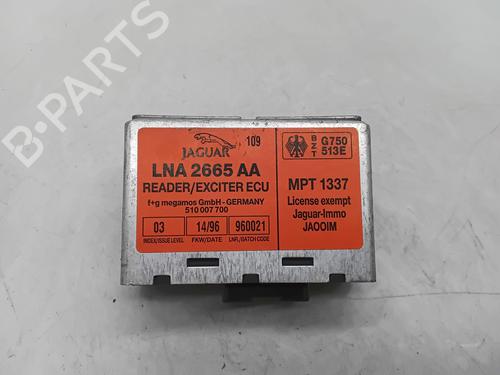 JAGUAR
109
LNA 2665 AA
READER/EXCITER ECU
f+g megamos GmbH - GERMANY
510 007 700
03
14/96
960021
INDEX/ISSUE LEVEL
FKW/DATE
LNR./BATCH CODE
BZT
G750
513E
MPT 1337
License exempt
Jaguar-Immo
JAOOIM
B-PARTS